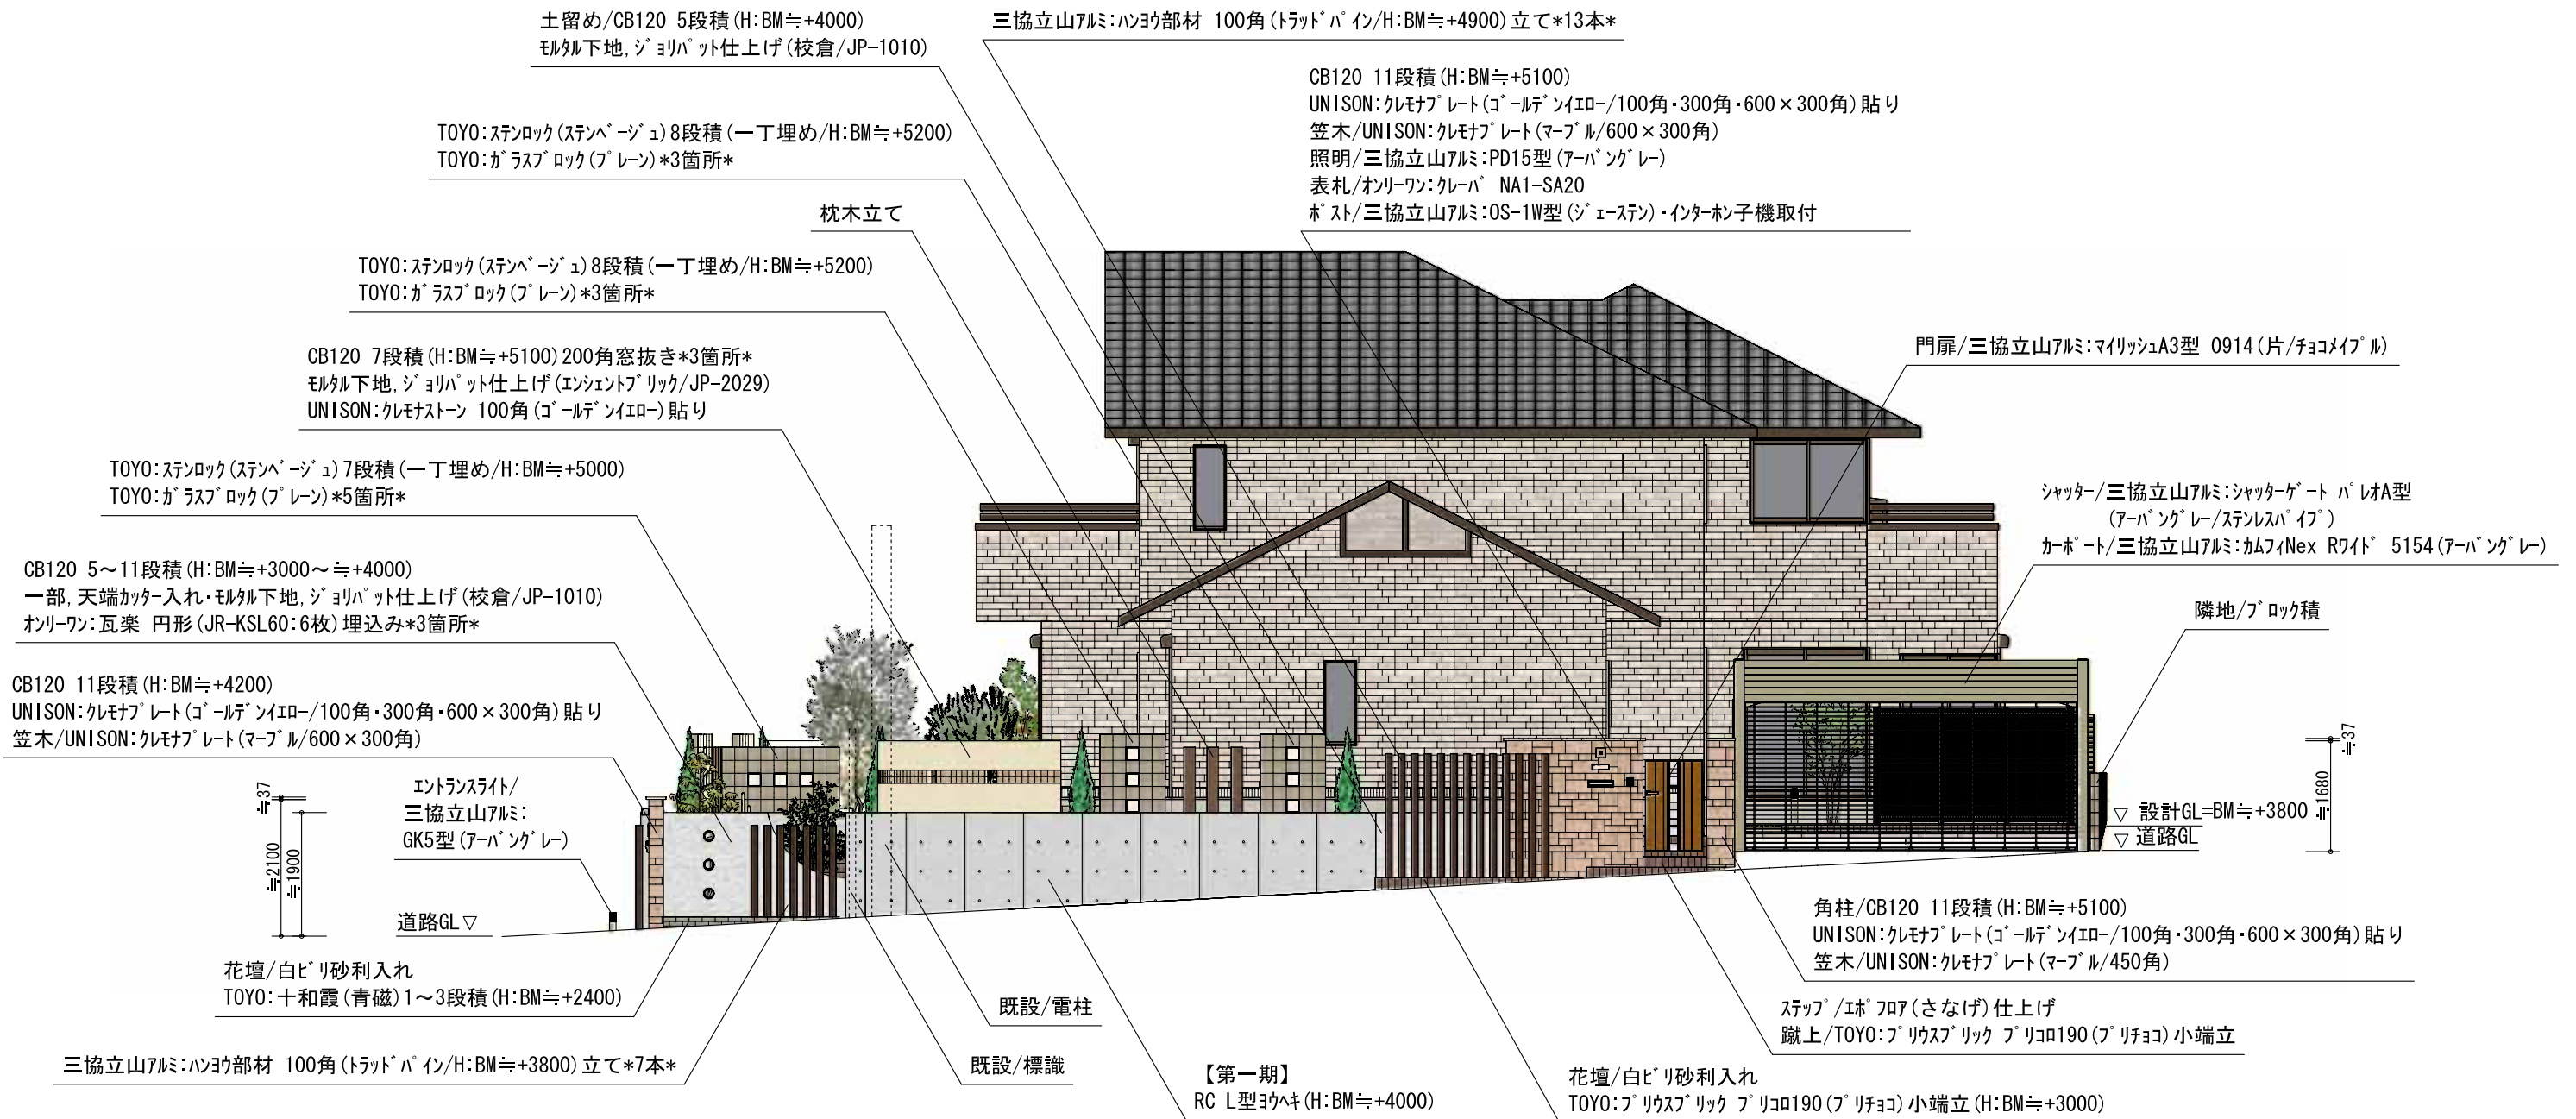 土留め/CB120 5段積(H:BM≒+4000)
ﾓﾙﾀﾙ下地,ｼﾞｮﾘﾊﾟｯﾄ仕上げ(校倉/JP-1010)
三協立山ｱﾙﾐ:ﾊﾝﾖｳ部材 100角(ﾄﾗｯﾄﾞﾊﾟｲﾝ/H:BM≒+4900)立て*13本*
CB120 11段積(H:BM≒+5100)
UNISON:ｸﾚﾓﾅﾌﾟﾚｰﾄ(ｺﾞｰﾙﾃﾞﾝｲｴﾛｰ/100角･300角･600×300角)貼り
笠木/UNISON:ｸﾚﾓﾅﾌﾟﾚｰﾄ(ﾏｰﾌﾞﾙ/600×300角)
照明/三協立山ｱﾙﾐ:PD15型(ｱｰﾊﾞﾝｸﾞﾚｰ)
表札/ｵﾝﾘｰﾜﾝ:ｸﾚｰﾊﾞ NA1-SA20
ﾎﾟｽﾄ/三協立山ｱﾙﾐ:OS-1W型(ｼﾞｪｰｽﾃﾝ)･ｲﾝﾀｰﾎﾝ子機取付
TOYO:ｽﾃﾝﾛｯｸ(ｽﾃﾝﾍﾞｰｼﾞｭ)8段積(一丁埋め/H:BM≒+5200)
TOYO:ｶﾞﾗｽﾌﾞﾛｯｸ(ﾌﾟﾚｰﾝ)*3箇所*
枕木立て
TOYO:ｽﾃﾝﾛｯｸ(ｽﾃﾝﾍﾞｰｼﾞｭ)8段積(一丁埋め/H:BM≒+5200)
TOYO:ｶﾞﾗｽﾌﾞﾛｯｸ(ﾌﾟﾚｰﾝ)*3箇所*
CB120 7段積(H:BM≒+5100)200角窓抜き*3箇所*
ﾓﾙﾀﾙ下地,ｼﾞｮﾘﾊﾟｯﾄ仕上げ(ｴﾝｼｪﾝﾄﾌﾞﾘｯｸ/JP-2029)
UNISON:ｸﾚﾓﾅｽﾄｰﾝ 100角(ｺﾞｰﾙﾃﾞﾝｲｴﾛｰ)貼り
門扉/三協立山ｱﾙﾐ:ﾏｲﾘｯｼｭA3型 0914(片/ﾁｮｺﾒｲﾌﾟﾙ)
TOYO:ｽﾃﾝﾛｯｸ(ｽﾃﾝﾍﾞｰｼﾞｭ)7段積(一丁埋め/H:BM≒+5000)
TOYO:ｶﾞﾗｽﾌﾞﾛｯｸ(ﾌﾟﾚｰﾝ)*5箇所*
ｼｬｯﾀｰ/三協立山ｱﾙﾐ:ｼｬｯﾀｰｹﾞｰﾄ ﾊﾟﾚｵA型
(ｱｰﾊﾞﾝｸﾞﾚｰ/ｽﾃﾝﾚｽﾊﾟｲﾌﾟ)
ｶｰﾎﾟｰﾄ/三協立山ｱﾙﾐ:ｶﾑﾌｨNex Rﾜｲﾄﾞ 5154(ｱｰﾊﾞﾝｸﾞﾚｰ)
CB120 5～11段積(H:BM≒+3000～≒+4000)
一部,天端ｶｯﾀｰ入れ･ﾓﾙﾀﾙ下地,ｼﾞｮﾘﾊﾟｯﾄ仕上げ(校倉/JP-1010)
ｵﾝﾘｰﾜﾝ:瓦楽 円形(JR-KSL60:6枚)埋込み*3箇所*
隣地/ﾌﾞﾛｯｸ積
CB120 11段積(H:BM≒+4200)
UNISON:ｸﾚﾓﾅﾌﾟﾚｰﾄ(ｺﾞｰﾙﾃﾞﾝｲｴﾛｰ/100角･300角･600×300角)貼り
笠木/UNISON:ｸﾚﾓﾅﾌﾟﾚｰﾄ(ﾏｰﾌﾞﾙ/600×300角)
ｴﾝﾄﾗﾝｽﾗｲﾄ/
三協立山ｱﾙﾐ:
GK5型(ｱｰﾊﾞﾝｸﾞﾚｰ)
≒37
≒2100
≒1900
≒37
≒1680
▽ 設計GL=BM≒+3800
▽ 道路GL
道路GL▽
角柱/CB120 11段積(H:BM≒+5100)
UNISON:ｸﾚﾓﾅﾌﾟﾚｰﾄ(ｺﾞｰﾙﾃﾞﾝｲｴﾛｰ/100角･300角･600×300角)貼り
笠木/UNISON:ｸﾚﾓﾅﾌﾟﾚｰﾄ(ﾏｰﾌﾞﾙ/450角)
花壇/白ﾋﾞﾘ砂利入れ
TOYO:十和霞(青磁)1～3段積(H:BM≒+2400)
既設/電柱
ｽﾃｯﾌﾟ/ｴﾎﾟﾌﾛｱ(さなげ)仕上げ
蹴上/TOYO:ﾌﾟﾘｳｽﾌﾞﾘｯｸ ﾌﾟﾘｺﾛ190(ﾌﾟﾘﾁｮｺ)小端立
三協立山ｱﾙﾐ:ﾊﾝﾖｳ部材 100角(ﾄﾗｯﾄﾞﾊﾟｲﾝ/H:BM≒+3800)立て*7本*
既設/標識
【第一期】
RC L型ﾖｳﾍｷ(H:BM≒+4000)
花壇/白ﾋﾞﾘ砂利入れ
TOYO:ﾌﾟﾘｳｽﾌﾞﾘｯｸ ﾌﾟﾘｺﾛ190(ﾌﾟﾘﾁｮｺ)小端立(H:BM≒+3000)